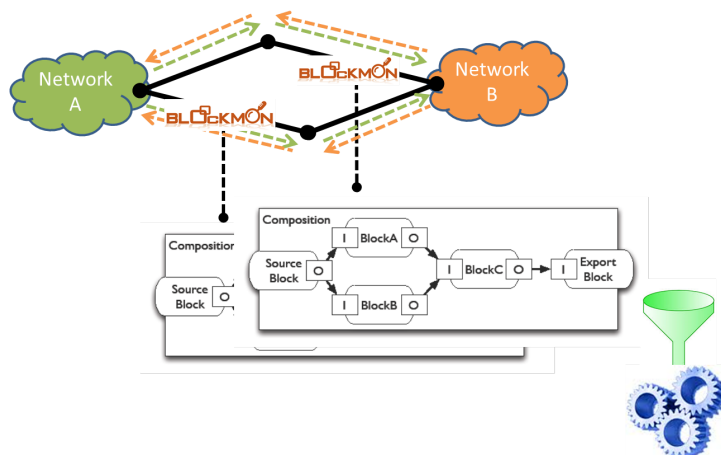 Network
A
Network
B
BLOCKMON
BLOCKMON
Composition
I BlockA O
Source
Block
O
I BlockC O
I Export
Block
I BlockB O
Composition
Source
Block
O